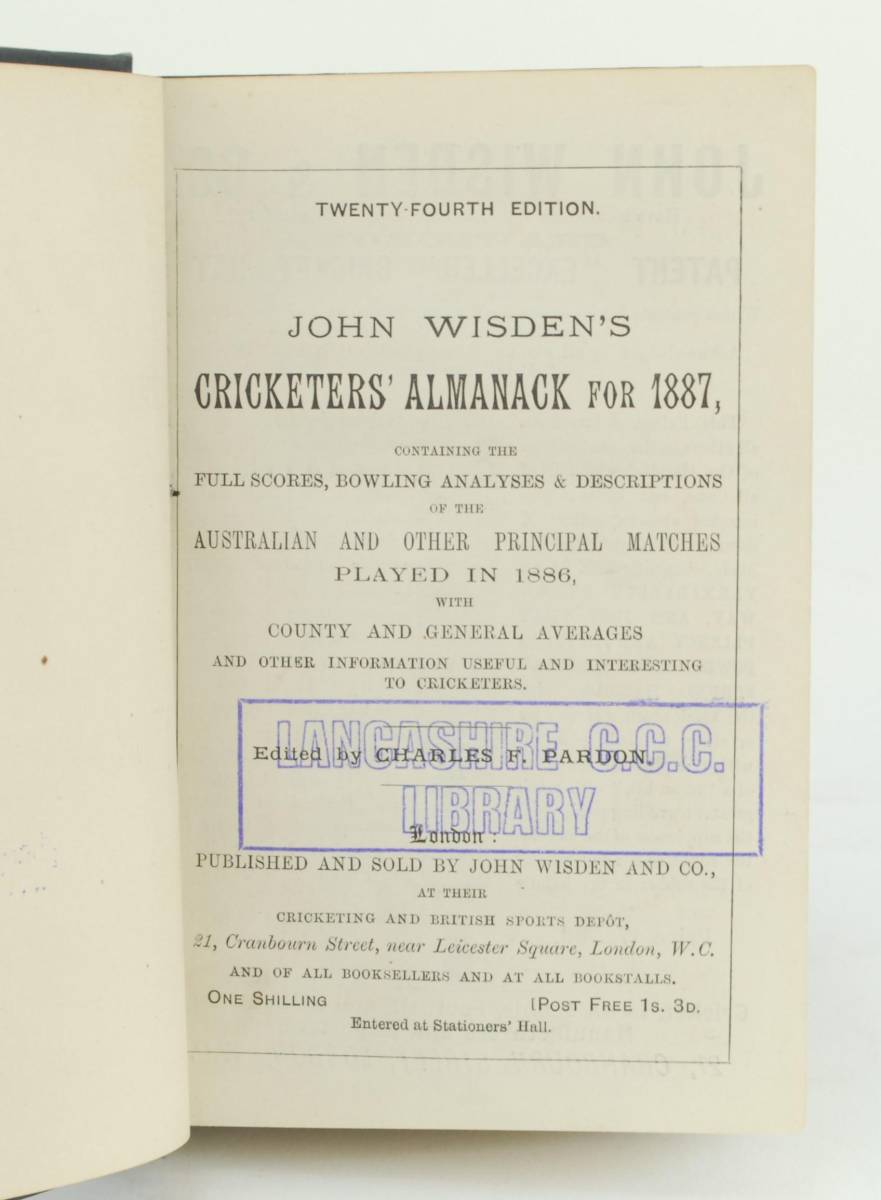 TWENTY-FOURTH EDITION.
JOHN WISDEN'S
CRICKETERS' ALMANACK FOR 1887,
CONTAINING THE
FULL SCORES, BOWLING ANALYSES & DESCRIPTIONS
OF THE
AUSTRALIAN AND OTHER PRINCIPAL MATCHES
PLAYED IN 1886,
WITH
COUNTY AND GENERAL AVERAGES
AND OTHER INFORMATION USEFUL AND INTERESTING
TO CRICKETERS.
LANCASHIRE C.C.C.
Edited by CHARLES F. PARDON.
LIBRARY
London:
PUBLISHED AND SOLD BY JOHN WISDEN AND CO.,
AT THEIR
CRICKETING AND BRITISH SPORTS DEPÔT,
21, Cranbourn Street, near Leicester Square, London, W.C.
AND OF ALL BOOKSELLERS AND AT ALL BOOKSTALLS.
ONE SHILLING [POST FREE 1S. 3D.
Entered at Stationers' Hall.